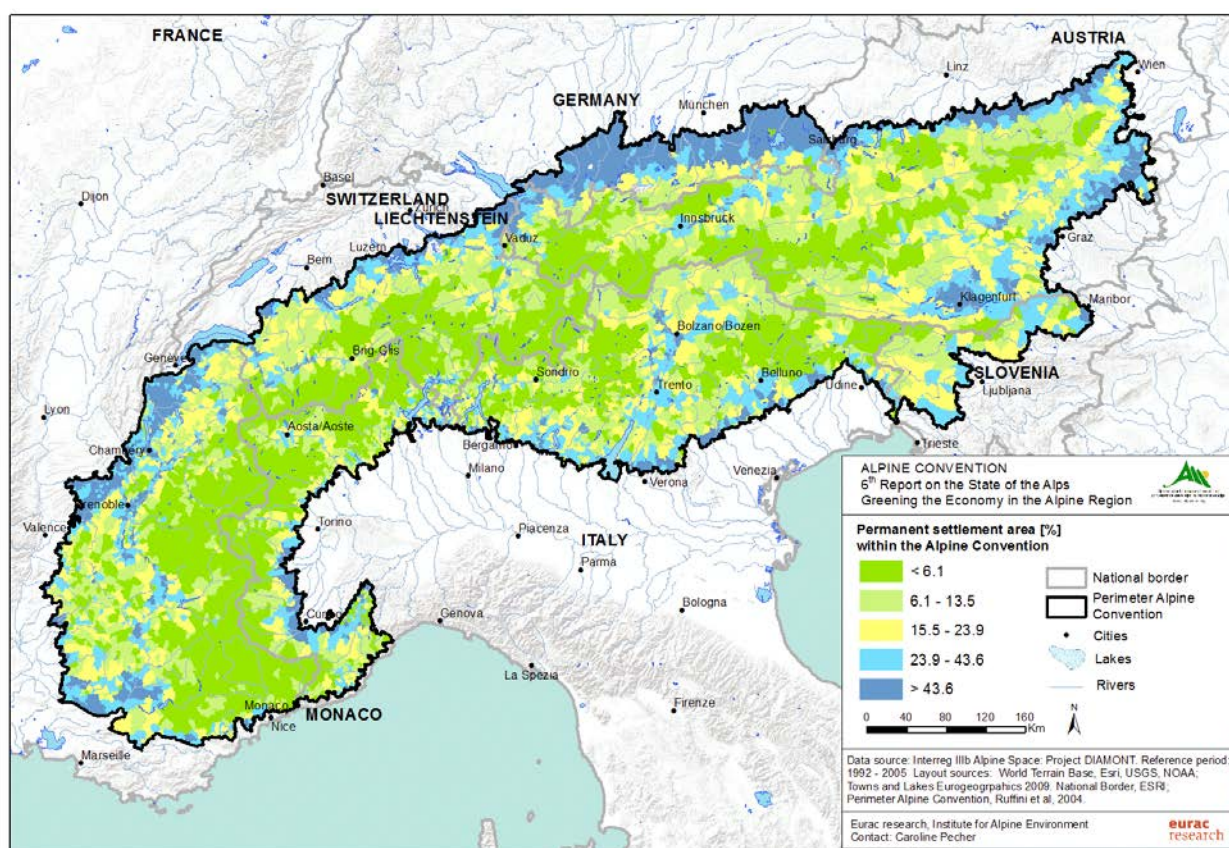 FRANCE
AUSTRIA
Linz
Wien
GERMANY
München
Salzburg
Basel
SWITZERLAND
Zürich
LIECHTENSTEIN
Dijon
Innsbruck
Luzern
Vaduz
Bern
Graz
Klagenfurt
Maribor
Bolzano/Bozen
Genève
Brig-Glis
SLOVENIA
Sondrio
Belluno
Trento
Udine
Ljubljana
Lyon
Aosta/Aoste
Chambery
Bergamo
Trieste
Milano
Verona
Venezia
Grenoble
Valence
Torino
Piacenza
ITALY
Parma
Cuneo
Genova
Bologna
La Spezia
Firenze
Monaco
MONACO
Nice
Marseille
ALPINE CONVENTION
6th Report on the State of the Alps
Greening the Economy in the Alpine Region
Permanent settlement area [%]
within the Alpine Convention
< 6.1
6.1 - 13.5
15.5 - 23.9
23.9 - 43.6
> 43.6
National border
Perimeter Alpine
Convention
Cities
Lakes
Rivers
N
0 40 80 120 160
Km
Data source: Interreg IIIb Alpine Space: Project DIAMONT. Reference period:
1992 - 2005 Layout sources: World Terrain Base, Esri, USGS, NOAA;
Towns and Lakes Eurogeogrpahics 2009. National Border, ESRI;
Perimeter Alpine Convention, Ruffini et al, 2004.
Eurac research, Institute for Alpine Environment
Contact: Caroline Pecher
eurac
research